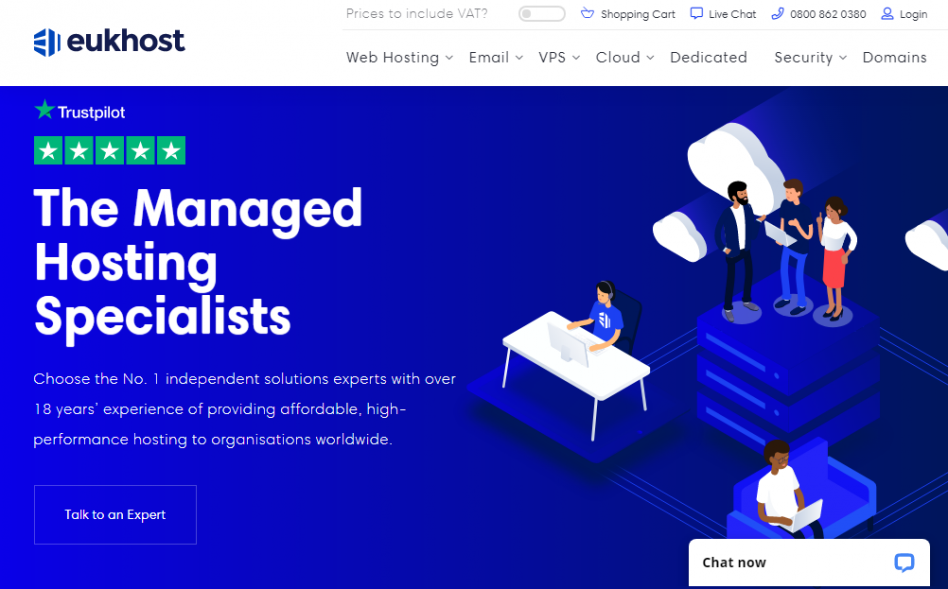 Prices to include VAT?
Shopping Cart
Live Chat
0800 862 0380
Login
eukhost
Web Hosting
Email
VPS
Cloud
Dedicated
Security
Domains
Trustpilot
The Managed
Hosting
Specialists
Choose the No. 1 independent solutions experts with over
18 years' experience of providing affordable, high-
performance hosting to organisations worldwide.
Talk to an Expert
Chat now